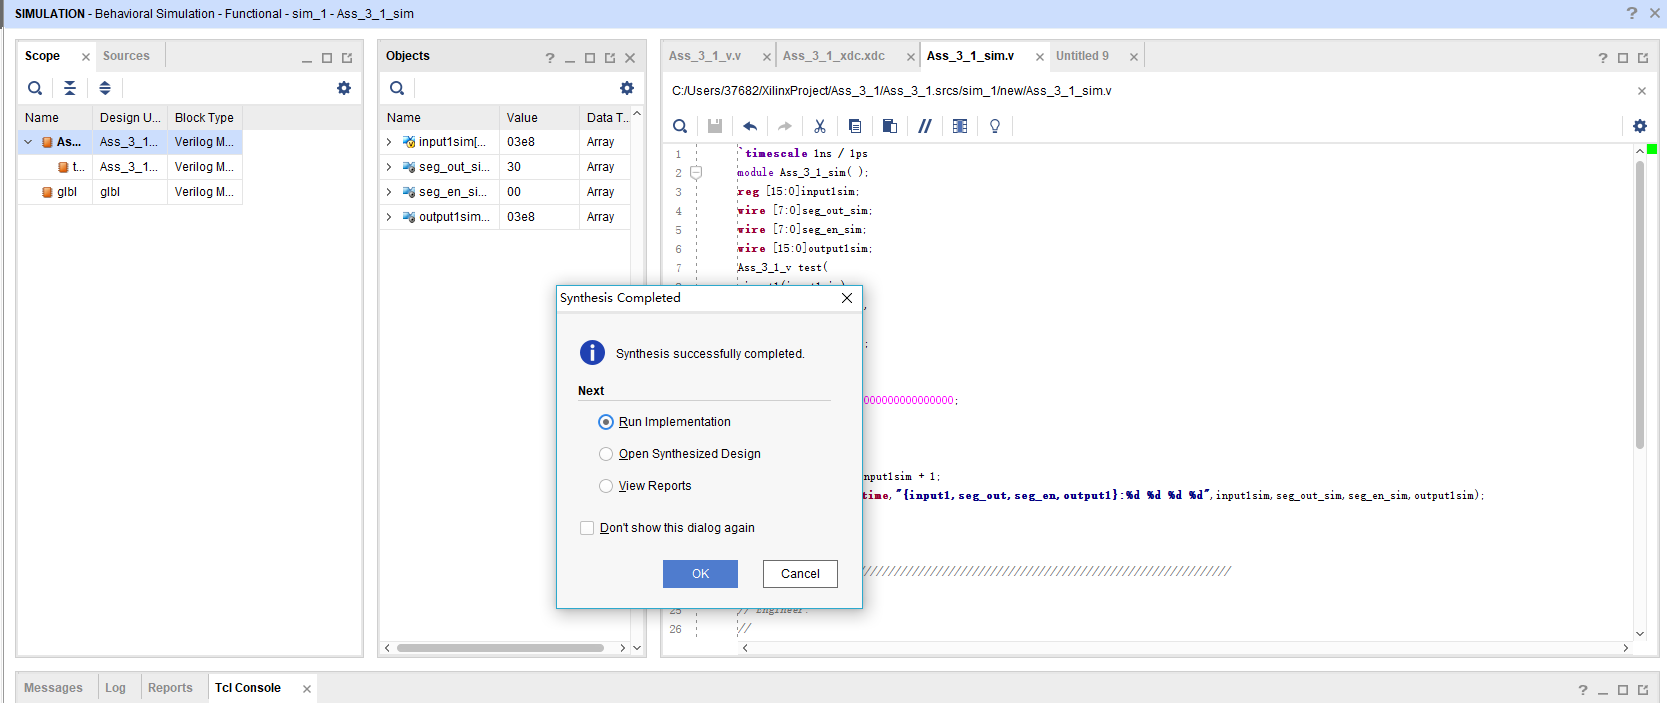 SIMULATION - Behavioral Simulation - Functional - sim_1 - Ass_3_1_sim
Scope
Sources
Name
Design U...
Block Type
As...
Ass_3_1...
Verilog M...
t...
Ass_3_1...
Verilog M...
glbl
glbl
Verilog M...
Objects
Name
Value
Data T...
input1sim[...
03e8
Array
seg_out_si...
30
Array
seg_en_si...
00
Array
output1sim...
03e8
Array
Ass_3_1_v.v
Ass_3_1_xdc.xdc
Ass_3_1_sim.v
Untitled 9
C:/Users/37682/XilinxProject/Ass_3_1/Ass_3_1.srcs/sim_1/new/Ass_3_1_sim.v
1 `timescale 1ns / 1ps
2 module Ass_3_1_sim( );
3 reg [15:0]input1sim;
4 wire [7:0]seg_out_sim;
5 wire [7:0]seg_en_sim;
6 wire [15:0]output1sim;
7 Ass_3_1_v test(
,
;
000000000000000;
nput1sim + 1;
time,"{input1,seg_out,seg_en,output1}:%d %d %d %d",input1sim,seg_out_sim,seg_en_sim,output1sim);
////////////////////////////////////////////////////////////////
25 // Engineer:
26 //
Synthesis Completed
Synthesis successfully completed.
Next
Run Implementation
Open Synthesized Design
View Reports
Don't show this dialog again
OK
Cancel
Messages
Log
Reports
Tcl Console